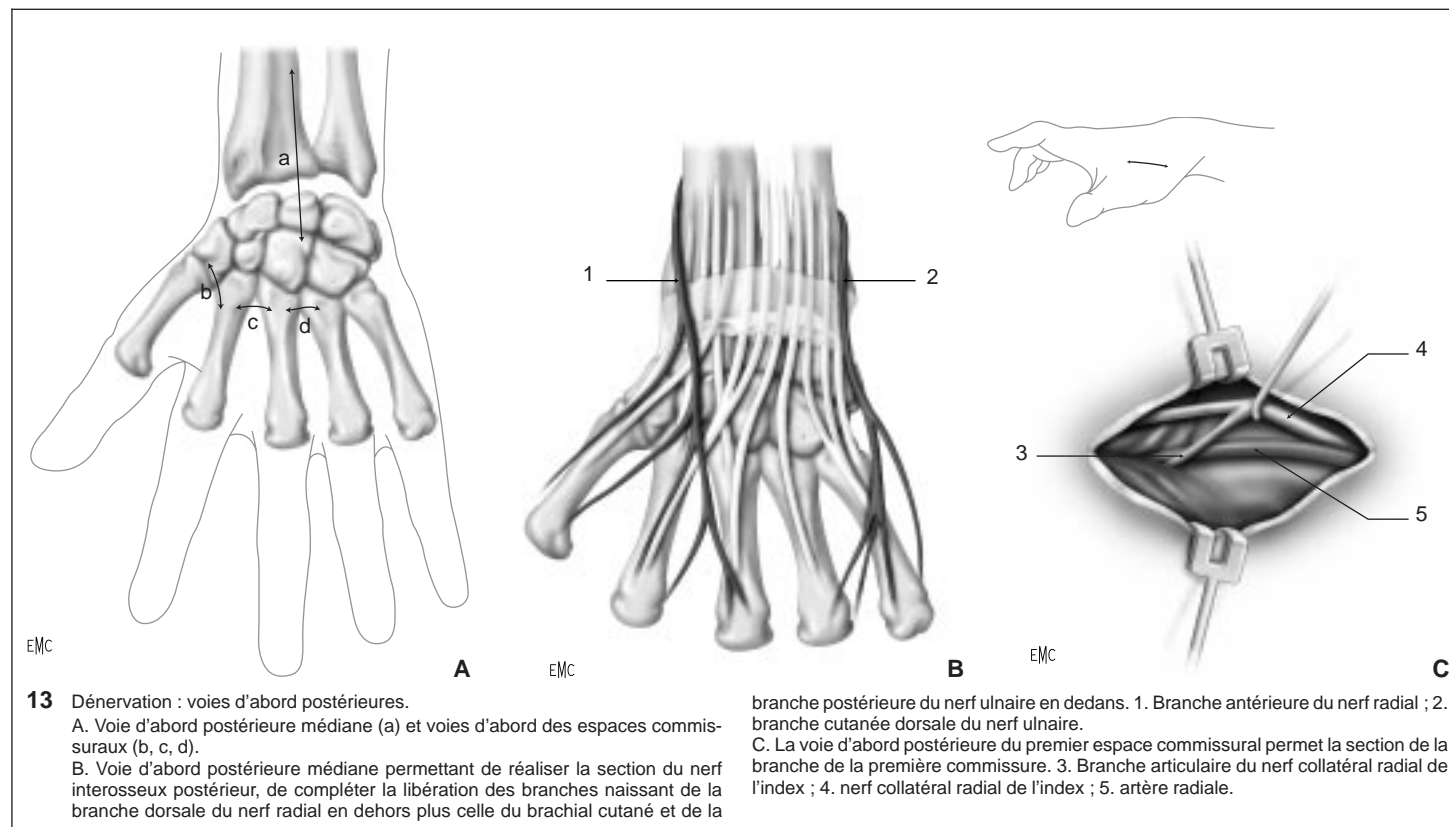 a
b
c
d
EMC
A
1
2
EMC
B
3
4
5
EMC
C
13 Dénervation : voies d'abord postérieures.
A. Voie d'abord postérieure médiane (a) et voies d'abord des espaces commis-
suraux (b, c, d).
B. Voie d'abord postérieure médiane permettant de réaliser la section du nerf
interosseux postérieur, de compléter la libération des branches naissant de la
branche dorsale du nerf radial en dehors plus celle du brachial cutané et de la
branche postérieure du nerf ulnaire en dedans. 1. Branche antérieure du nerf radial ; 2.
branche cutanée dorsale du nerf ulnaire.
C. La voie d'abord postérieure du premier espace commissural permet la section de la
branche de la première commissure. 3. Branche articulaire du nerf collatéral radial de
l'index ; 4. nerf collatéral radial de l'index ; 5. artère radiale.